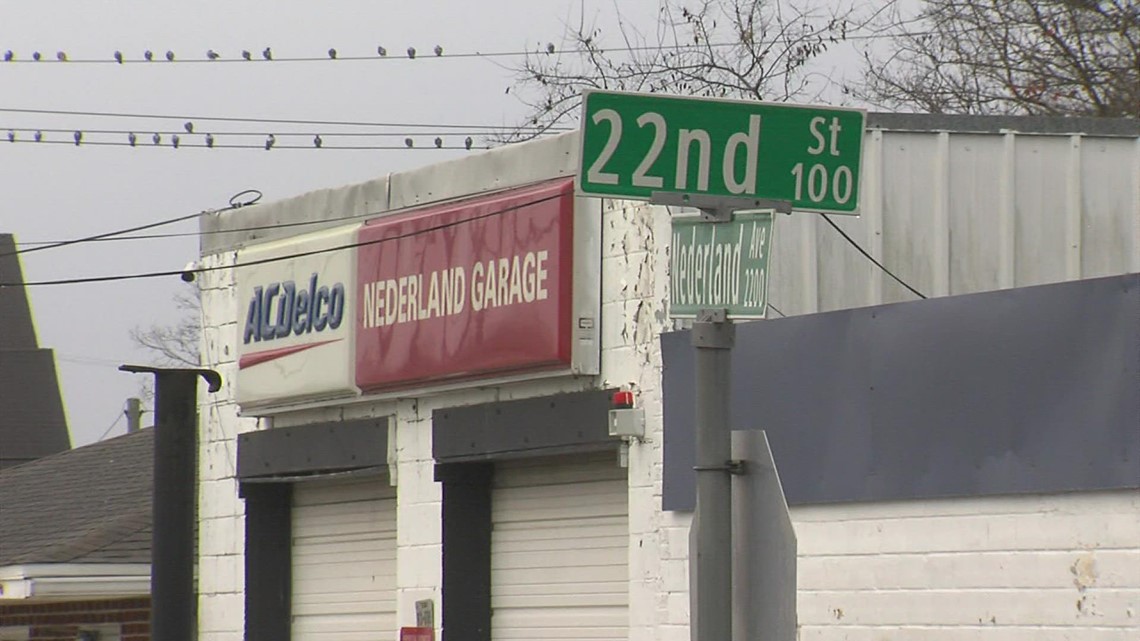 22nd St
100
Nederland Ave
2200
ACDelco
NEDERLAND GARAGE